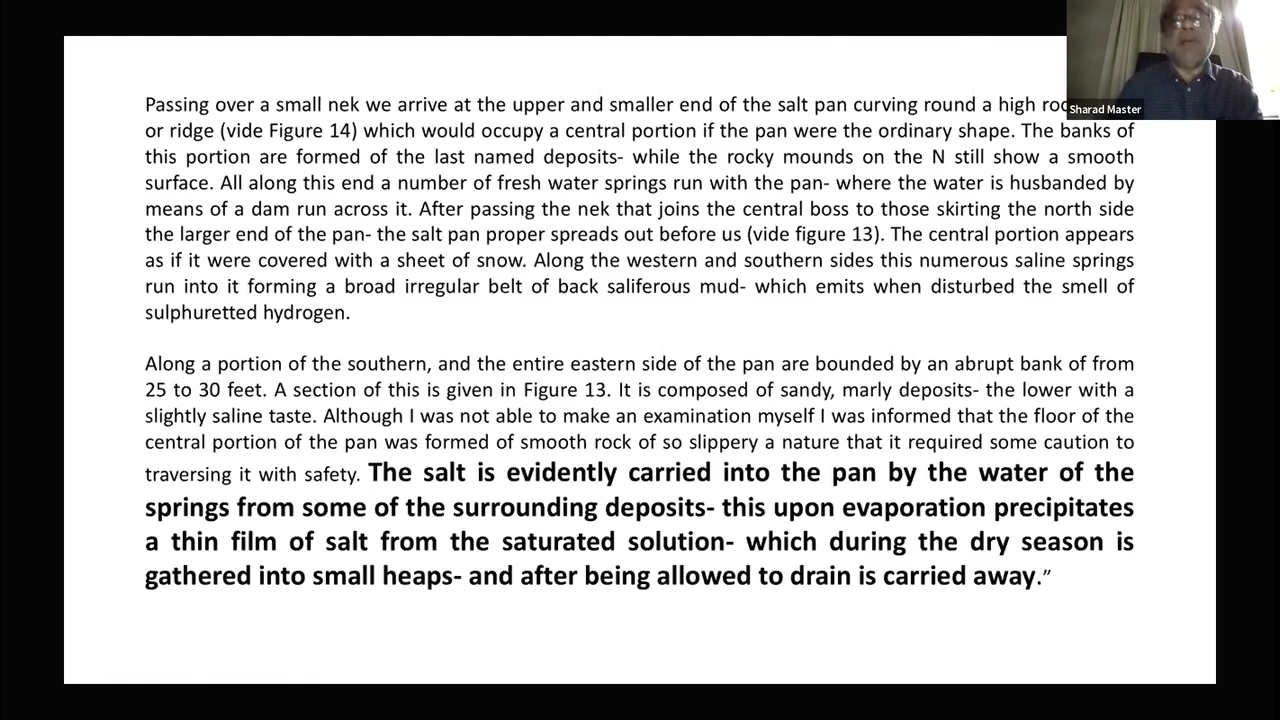 Passing over a small nek we arrive at the upper and smaller end of the salt pan curving round a high
or ridge (vide Figure 14) which would occupy a central portion if the pan were the ordinary shape. The banks of
this portion are formed of the last named deposits- while the rocky mounds on the N still show a smooth
surface. All along this end a number of fresh water springs run with the pan- where the water is husbanded by
means of a dam run across it. After passing the nek that joins the central boss to those skirting the north side
the larger end of the pan- the salt pan proper spreads out before us (vide figure 13). The central portion appears
as if it were covered with a sheet of snow. Along the western and southern sides this numerous saline springs
run into it forming a broad irregular belt of back saliferous mud- which emits when disturbed the smell of
sulphuretted hydrogen.
Along a portion of the southern, and the entire eastern side of the pan are bounded by an abrupt bank of from
25 to 30 feet. A section of this is given in Figure 13. It is composed of sandy, marly deposits- the lower with a
slightly saline taste. Although I was not able to make an examination myself I was informed that the floor of the
central portion of the pan was formed of smooth rock of so slippery a nature that it required some caution to
traversing it with safety. The salt is evidently carried into the pan by the water of the
springs from some of the surrounding deposits- this upon evaporation precipitates
a thin film of salt from the saturated solution- which during the dry season is
gathered into small heaps- and after being allowed to drain is carried away.”
Sharad Master